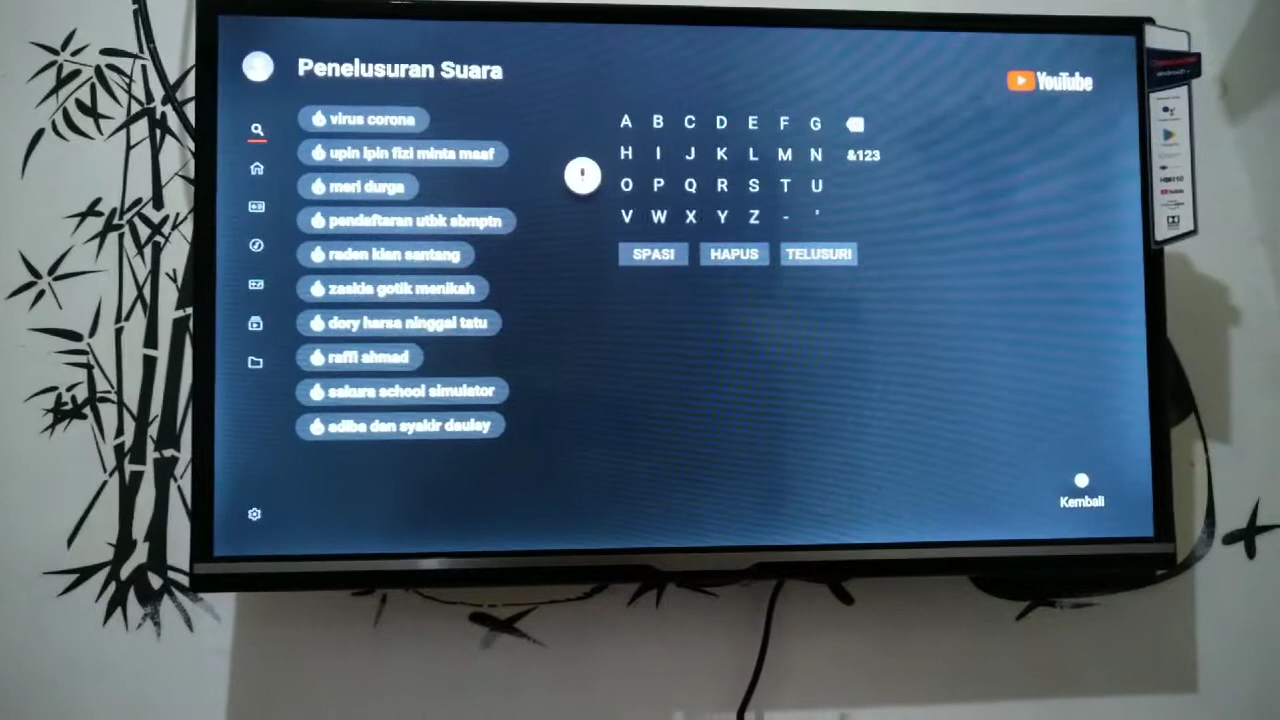 Penelusuran Suara
YouTube
virus corona
upin ipin fizi minta maaf
meri durga
pendaftaran utbk sbmptn
raden kian santang
zaskia gotik menikah
dory harsa ninggal tatu
raffi ahmad
sakura school simulator
adiba dan syakir daulay
A B C D E F G
H I J K L M N &123
O P Q R S T U
V W X Y Z - '
SPASI HAPUS TELUSURI
Kembali